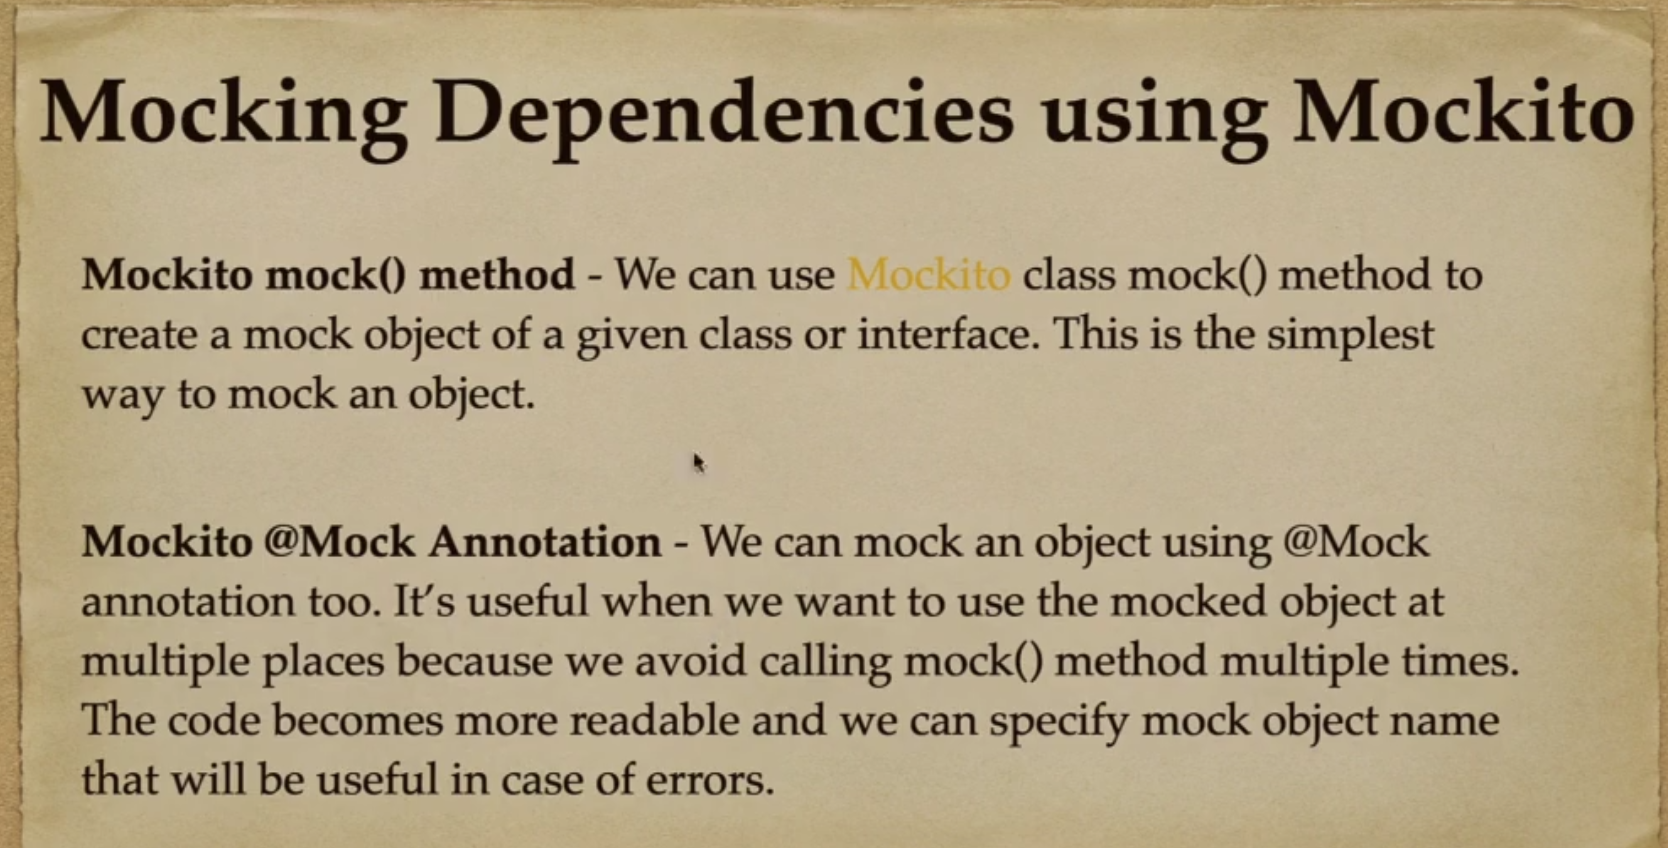 Mocking Dependencies using Mockito
Mockito mock() method - We can use Mockito class mock() method to
create a mock object of a given class or interface. This is the simplest
way to mock an object.
Mockito @Mock Annotation - We can mock an object using @Mock
annotation too. It’s useful when we want to use the mocked object at
multiple places because we avoid calling mock() method multiple times.
The code becomes more readable and we can specify mock object name
that will be useful in case of errors.